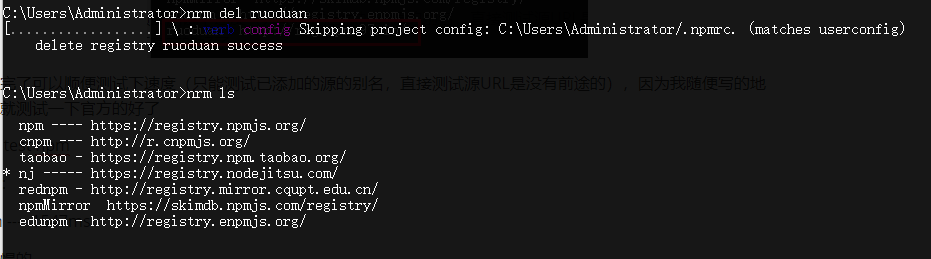 C:\Users\Administrator>nrm del ruoduan
[..................] \ : config Skipping project config: C:\Users\Administrator/.npmrc. (matches userconfig)
delete registry ruoduan success
完了可以顺便测试下速度（只能测试已添加的源的别名，直接测试源URL是没有前途的），因为我随便写的地
C:\Users\Administrator>nrm ls
就测试一下官方的好了
npm ---- https://registry.npmjs.org/
cnpm --- http://r.cnpmjs.org/
taobao - https://registry.npm.taobao.org/
* nj ----- https://registry.nodejitsu.com/
rednpm - http://registry.mirror.cqupt.edu.cn/
npmMirror https://skimdb.npmjs.com/registry/
edunpm - http://registry.enpmjs.org/